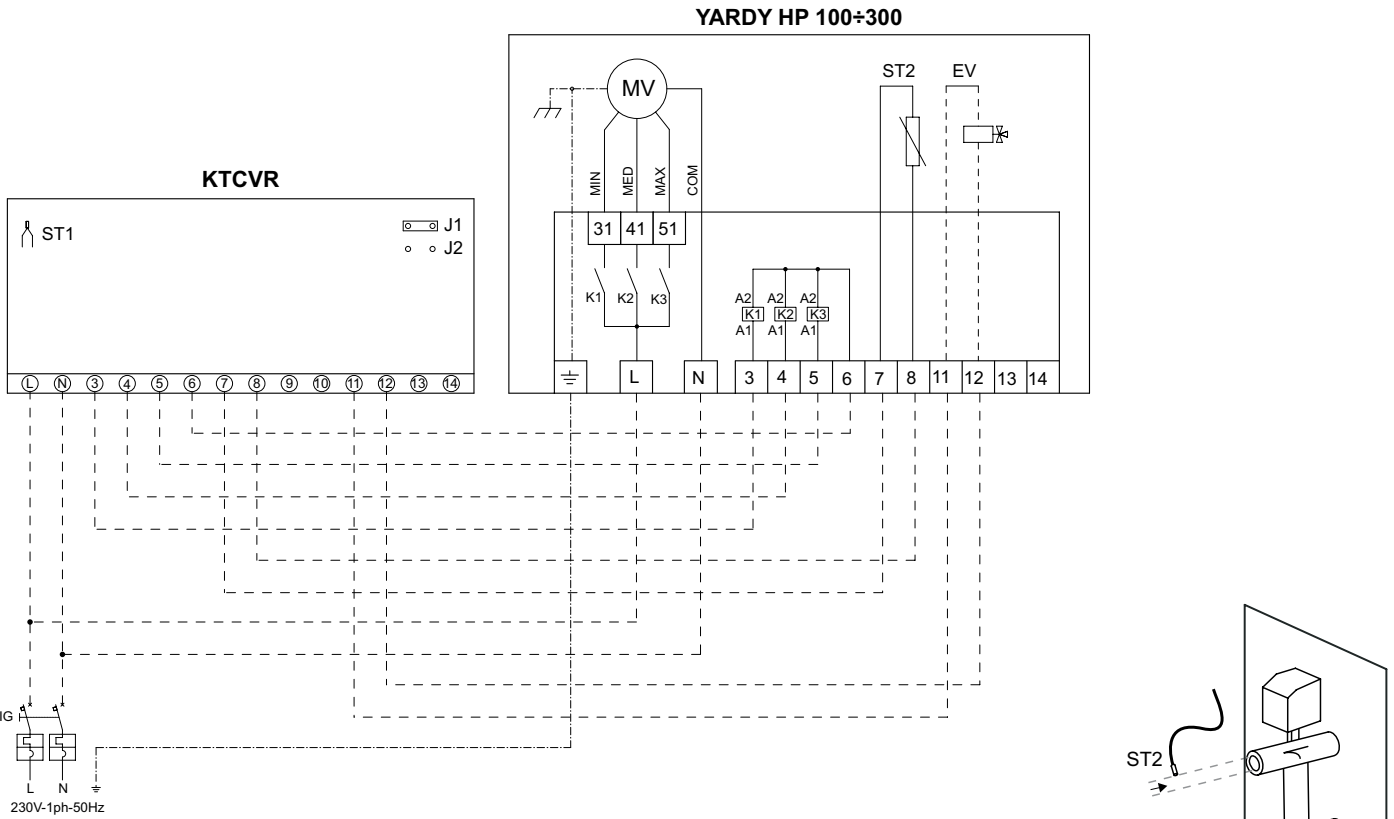 YARDY HP 100÷300
ST2 EV
MV
MIN MED MAX COM
KTCVR
ST1
J1
J2
31 41 51
K1 K2 K3
A2 A2 A2
K1 K2 K3
A1 A1 A1
L N 3 4 5 6 7 8 9 10 11 12 13 14
L N 3 4 5 6 7 8 11 12 13 14
IG
L N
230V-1ph-50Hz
ST2